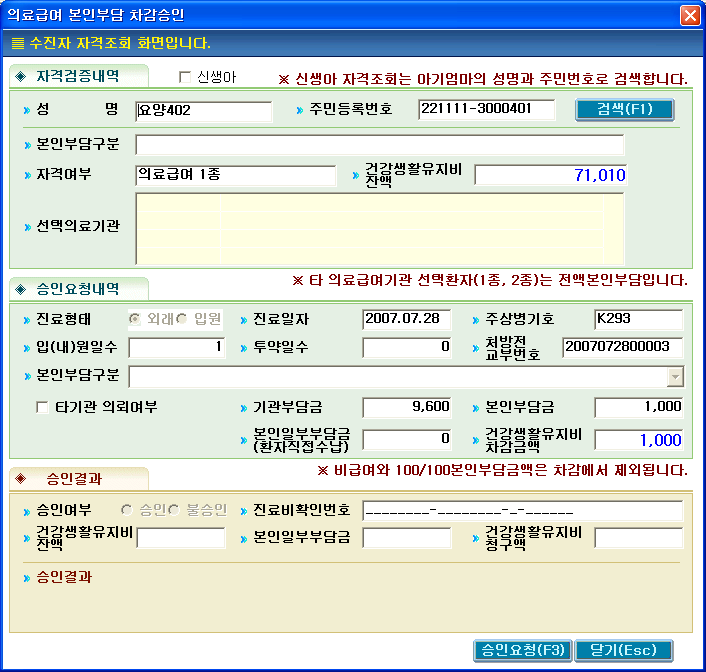 의료급여 본인부담 차감승인
수진자 자격조회 화면입니다.
자격검증내역 신생아 ※ 신생아 자격조회는 아기엄마의 성명과 주민번호로 검색합니다.
성 명 요양402 주민등록번호 221111-3000401 검색(F1)
본인부담구분
자격여부 의료급여 1종 건강생활유지비 잔액 71,010
선택의료기관
승인요청내역 ※ 타 의료급여기관 선택환자(1종, 2종)는 전액본인부담입니다.
진료형태 외래 입원 진료일자 2007.07.28 주상병기호 K293
입(내)원일수 1 투약일수 0 처방전 교부번호 2007072800003
본인부담구분
타기관 의뢰여부 기관부담금 9,600 본인부담금 1,000
본인일부부담금 (환자직접수납) 0 건강생활유지비 차감금액 1,000
승인결과 ※ 비급여와 100/100본인부담금액은 차감에서 제외됩니다.
승인여부 승인 불승인 진료비확인번호 ________-________-_-______
건강생활유지비 잔액 본인일부부담금 건강생활유지비 청구액
승인결과
승인요청(F3) 닫기(Esc)